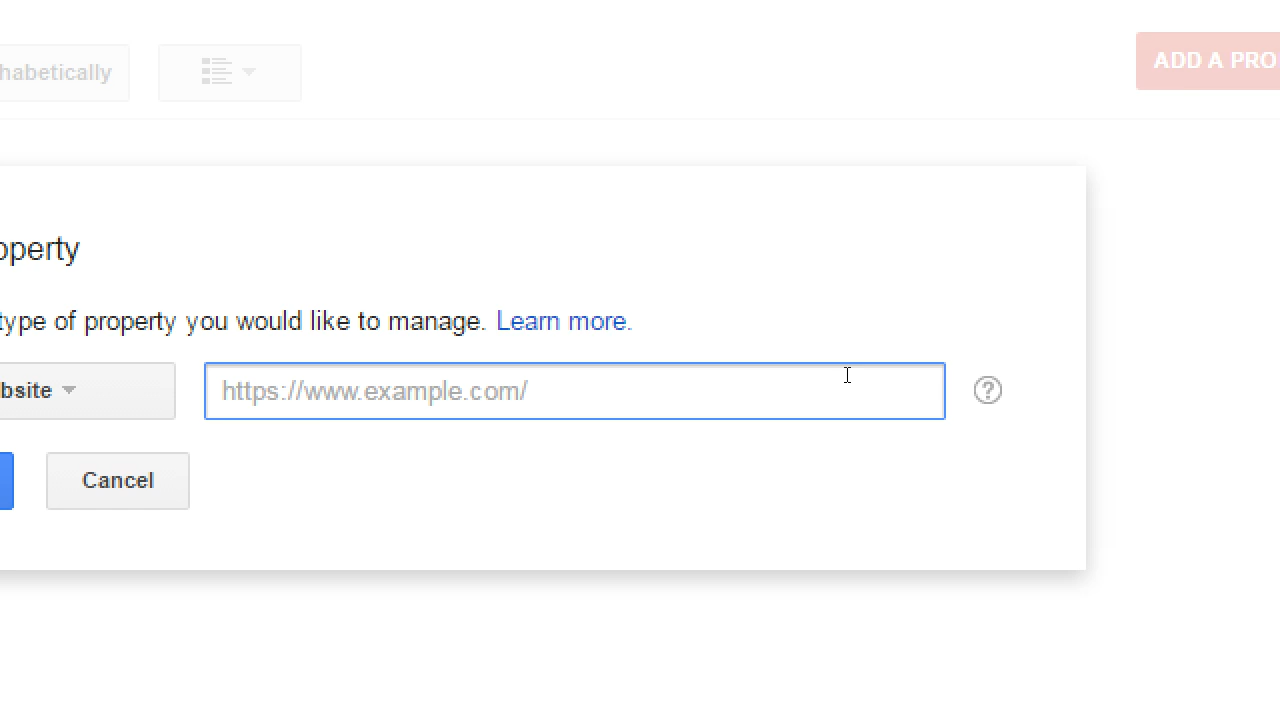 habetically
ADD A PRO
operty
type of property you would like to manage. Learn more.
bsite
https://www.example.com/
Cancel